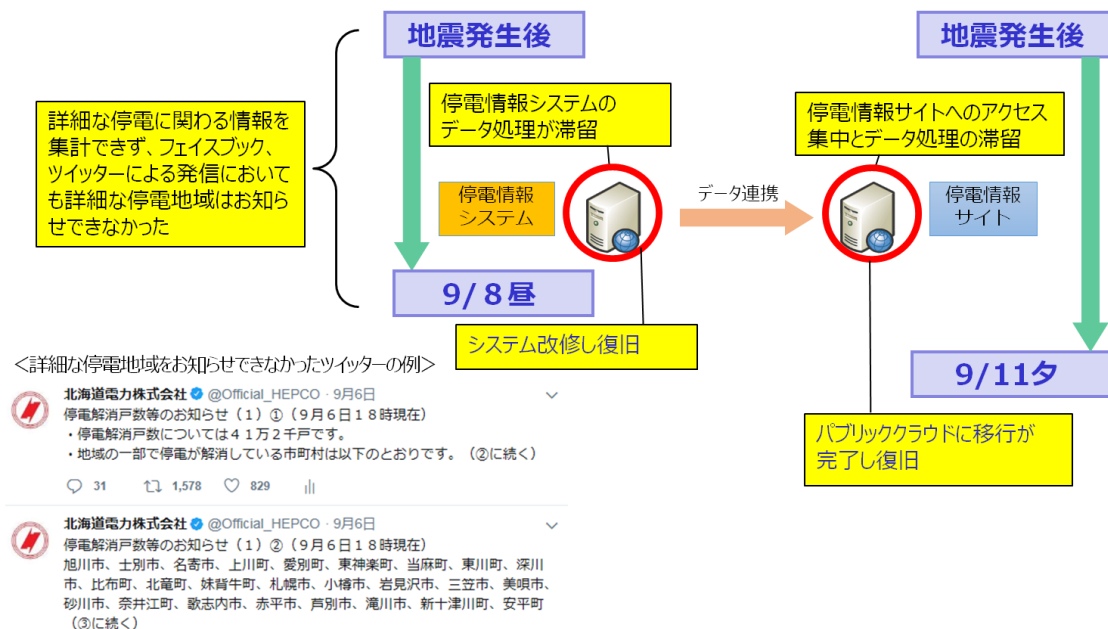 地震発生後
地震発生後
詳細な停電に関わる情報を
集計できず、フェイスブック、
ツイッターによる発信において
も詳細な停電地域はお知ら
せできなかった
停電情報システムの
データ処理が滞留
停電情報サイトへのアクセス
集中とデータ処理の滞留
停電情報
システム
データ連携
停電情報
サイト
9/8昼
システム改修し復旧
9/11夕
パブリッククラウドに移行が
完了し復旧
<詳細な停電地域をお知らせできなかったツイッターの例>
北海道電力株式会社 @Official_HEPCO · 9月6日
停電解消戸数等のお知らせ(1)①(9月6日18時現在)
・停電解消戸数については41万2千戸です。
・地域の一部で停電が解消している市町村は以下のとおりです。(②に続く)
31 1,578 829
北海道電力株式会社 @Official_HEPCO · 9月6日
停電解消戸数等のお知らせ(1)②(9月6日18時現在)
旭川市、士別市、名寄市、上川町、愛別町、東神楽町、当麻町、東川町、深川
市、比布町、北竜町、妹背牛町、札幌市、小樽市、岩見沢市、三笠市、美唄市、
砂川市、奈井江町、歌志内市、赤平市、芦別市、滝川市、新十津川町、安平町
(③に続く)